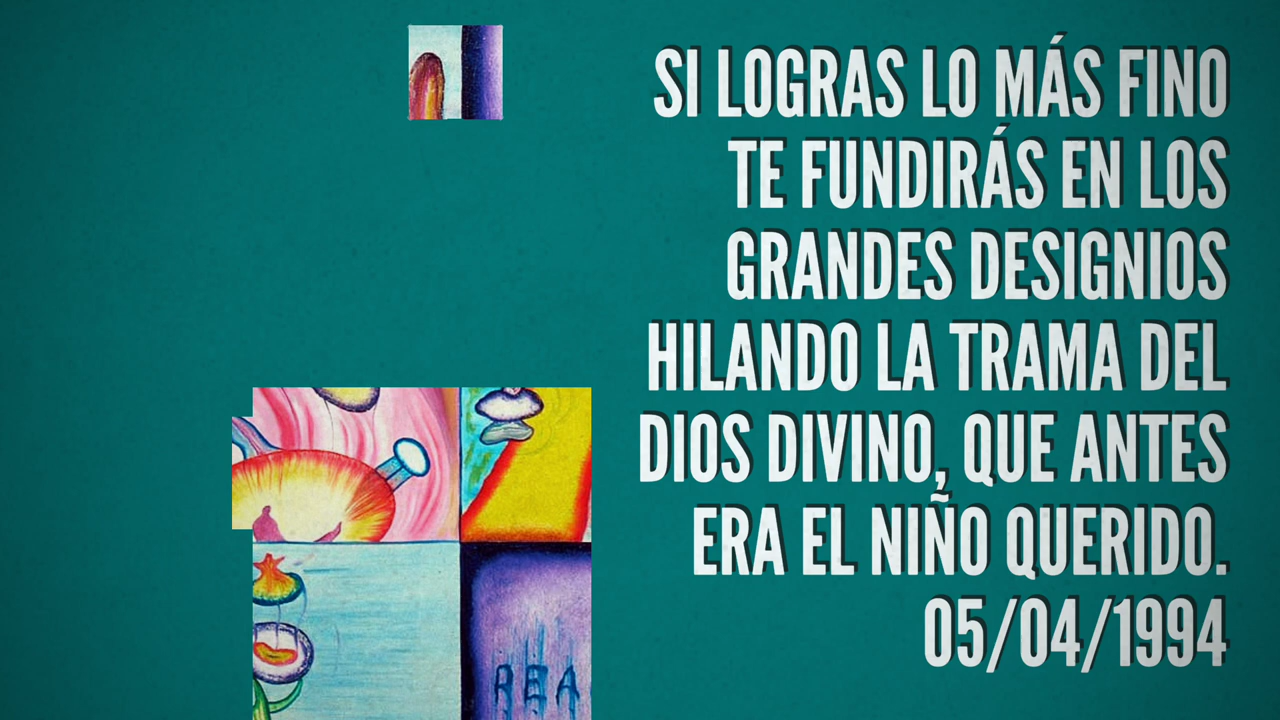 SI LOGRAS LO MÁS FINO
TE FUNDIRÁS EN LOS
GRANDES DESIGNIOS
HILANDO LA TRAMA DEL
DIOS DIVINO, QUE ANTES
ERA EL NIÑO QUERIDO.
05/04/1994